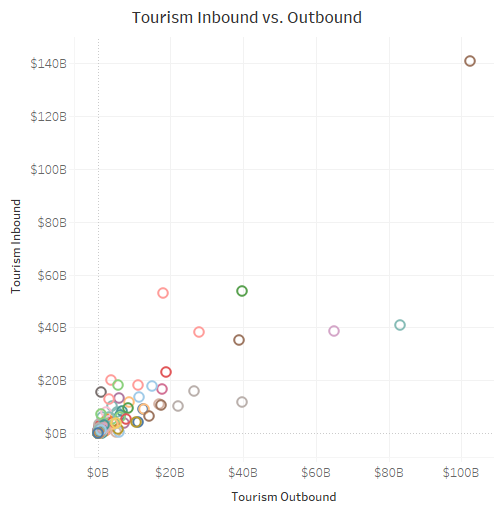 Tourism Inbound vs. Outbound
$140B
$120B
$100B
$80B
$60B
$40B
$20B
$0B
Tourism Inbound
$0B $20B $40B $60B $80B $100B
Tourism Outbound